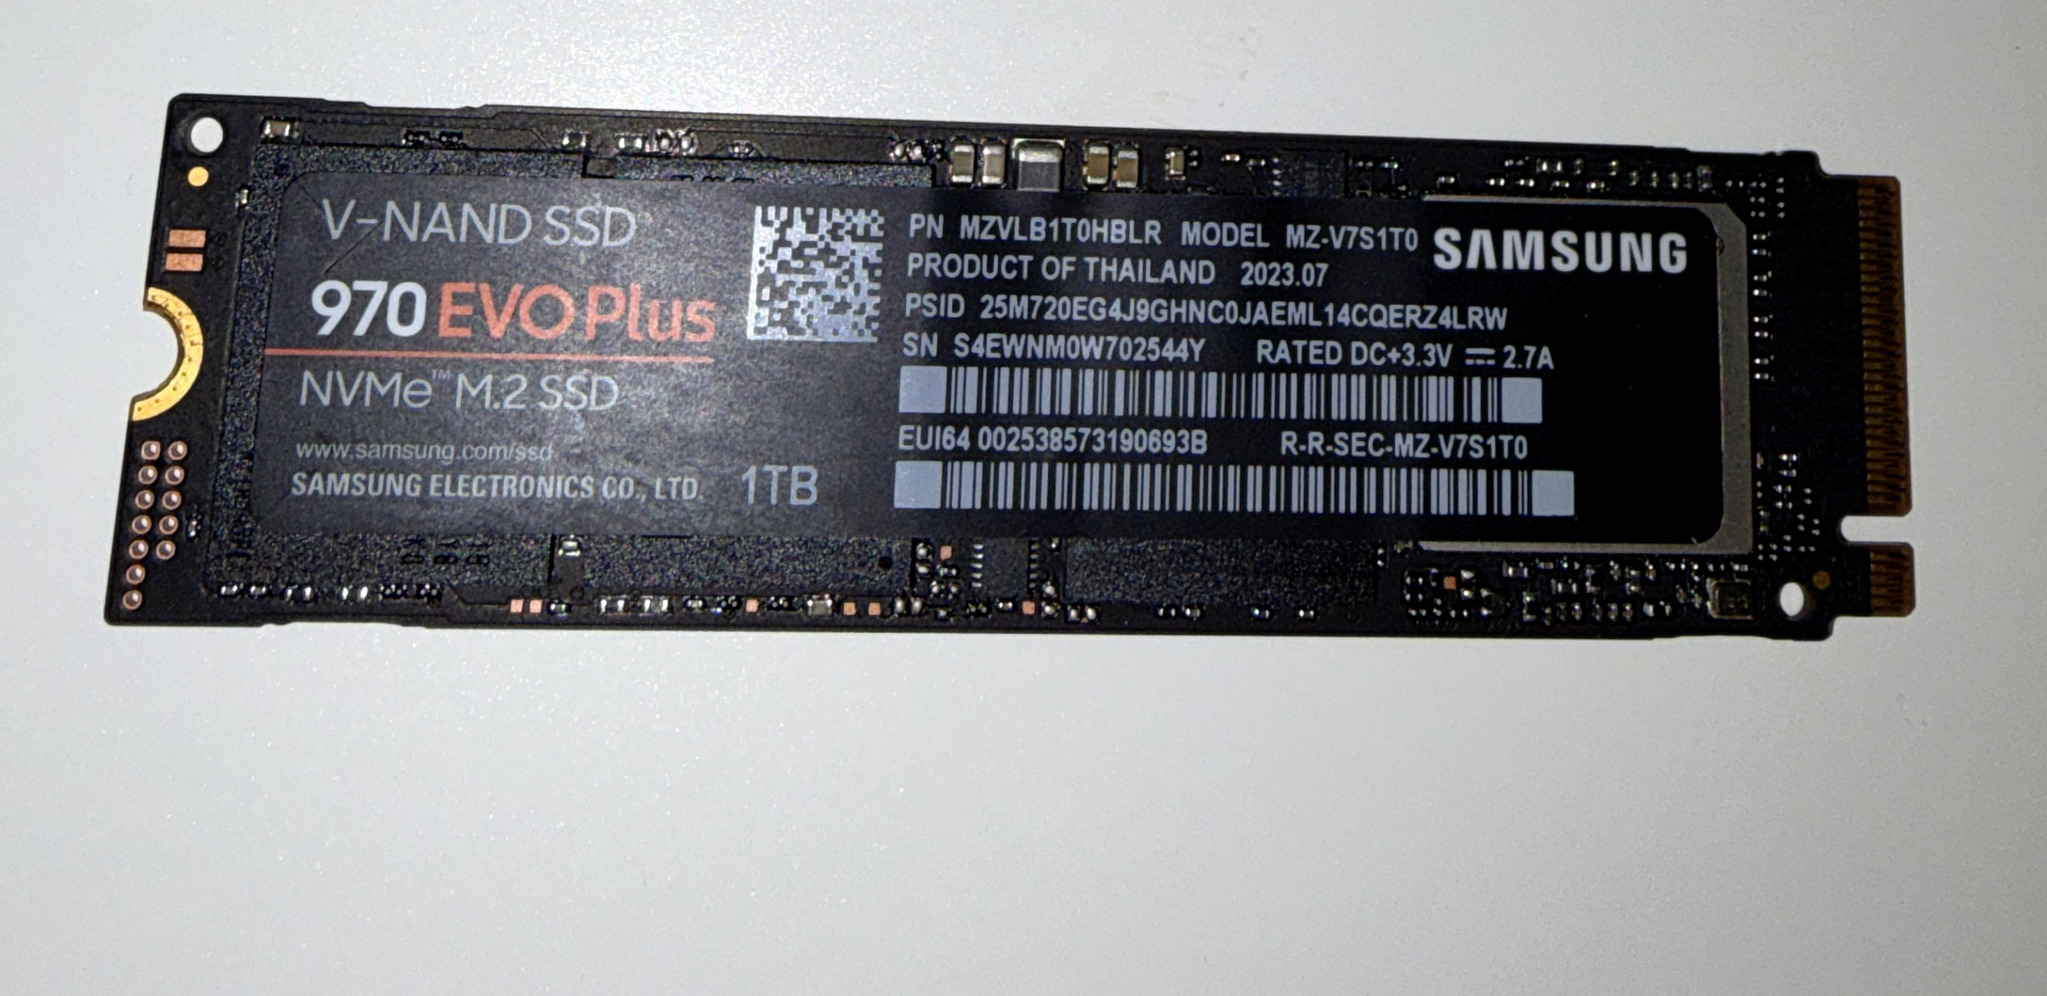 V-NAND SSD
970 EVO Plus
NVMe™ M.2 SSD
www.samsung.com/ssd
SAMSUNG ELECTRONICS CO., LTD.
1TB
PN MZVLB1T0HBLR MODEL MZ-V7S1T0
SAMSUNG
PRODUCT OF THAILAND 2023.07
PSID 25M720EG4J9GHNC0JAEML14CQERZ4LRW
SN S4EWNM0W702544Y RATED DC+3.3V ⎓ 2.7A
EUI64 002538573190693B R-R-SEC-MZ-V7S1T0